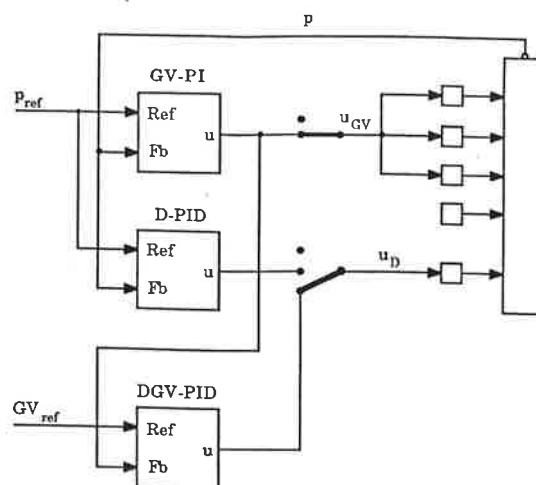 p
GV-PI
p_ref
Ref
u
Fb
u_GV
D-PID
Ref
u
Fb
u_D
DGV-PID
GV_ref
Ref
u
Fb